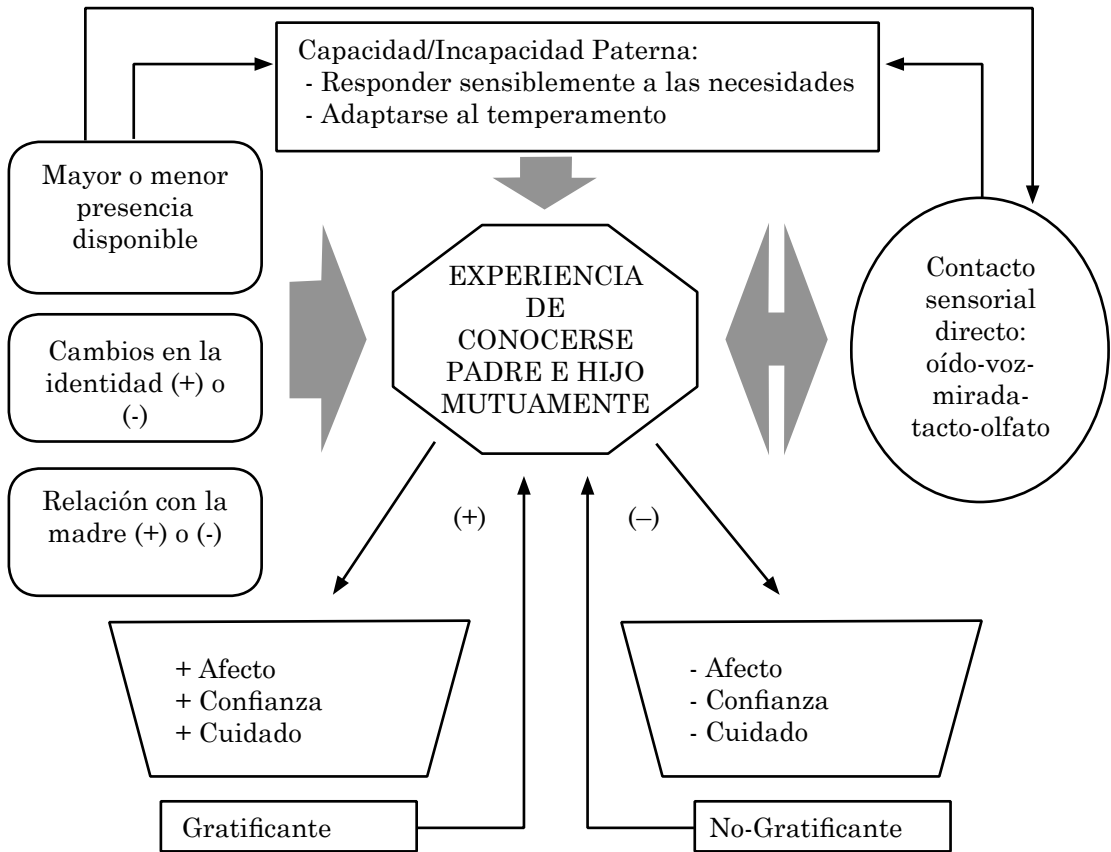 Capacidad/Incapacidad Paterna:
- Responder sensiblemente a las necesidades
- Adaptarse al temperamento
Mayor o menor
presencia
disponible
Cambios en la
identidad (+) o
(-)
Relación con la
madre (+) o (-)
EXPERIENCIA
DE
CONOCERSE
PADRE E HIJO
MUTUAMENTE
Contacto
sensorial
directo:
oído-voz-
mirada-
tacto-olfato
(+)
(–)
+ Afecto
+ Confianza
+ Cuidado
- Afecto
- Confianza
- Cuidado
Gratificante
No-Gratificante